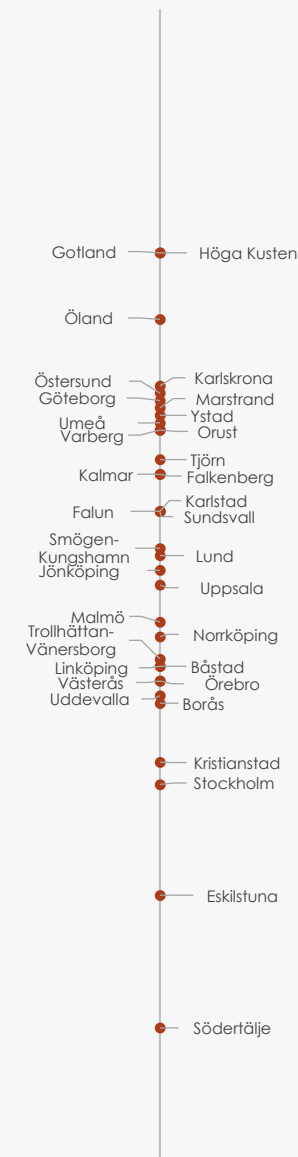 Gotland
Höga Kusten
Öland
Östersund
Karlskrona
Göteborg
Marstrand
Umeå
Ystad
Varberg
Orust
Tjörn
Kalmar
Falkenberg
Karlstad
Falun
Sundsvall
Smögen-
Kungshamn
Lund
Jönköping
Uppsala
Malmö
Trollhättan-
Vänersborg
Norrköping
Linköping
Båstad
Västerås
Örebro
Uddevalla
Borås
Kristianstad
Stockholm
Eskilstuna
Södertälje